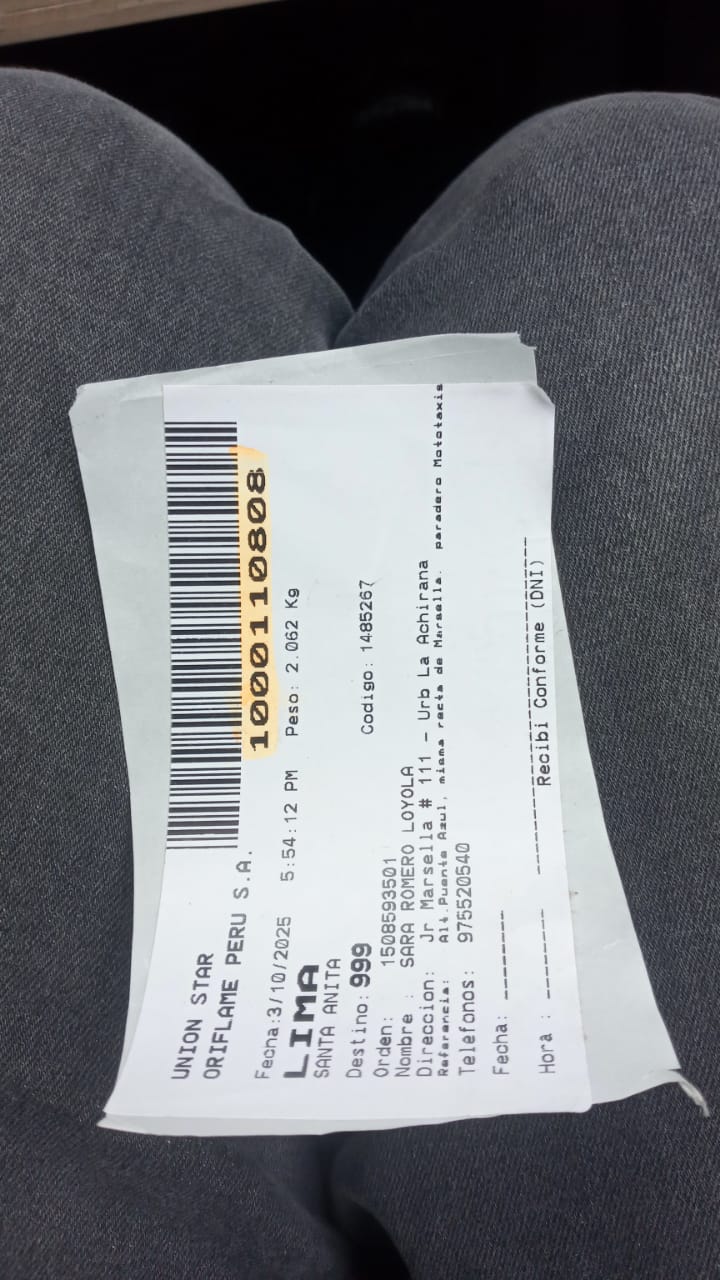 UNION STAR
ORIFLAME PERU S.A.
1000110808
Fecha:3/10/2025 5:54:12 PM Peso: 2.062 Kg
LIMA
SANTA ANITA
Destino: 999
Codigo: 1485267
Orden: 1508593501
Nombre : SARA ROMERO LOYOLA
Direccion: Jr Marsella # 111 - Urb La Achirana
Referencia: Alt.Puente Azul, misma recta de Marsella. paradero Mototaxis
Telefonos: 975520540
Fecha: --------
Hora : --------
Recibi Conforme (DNI)